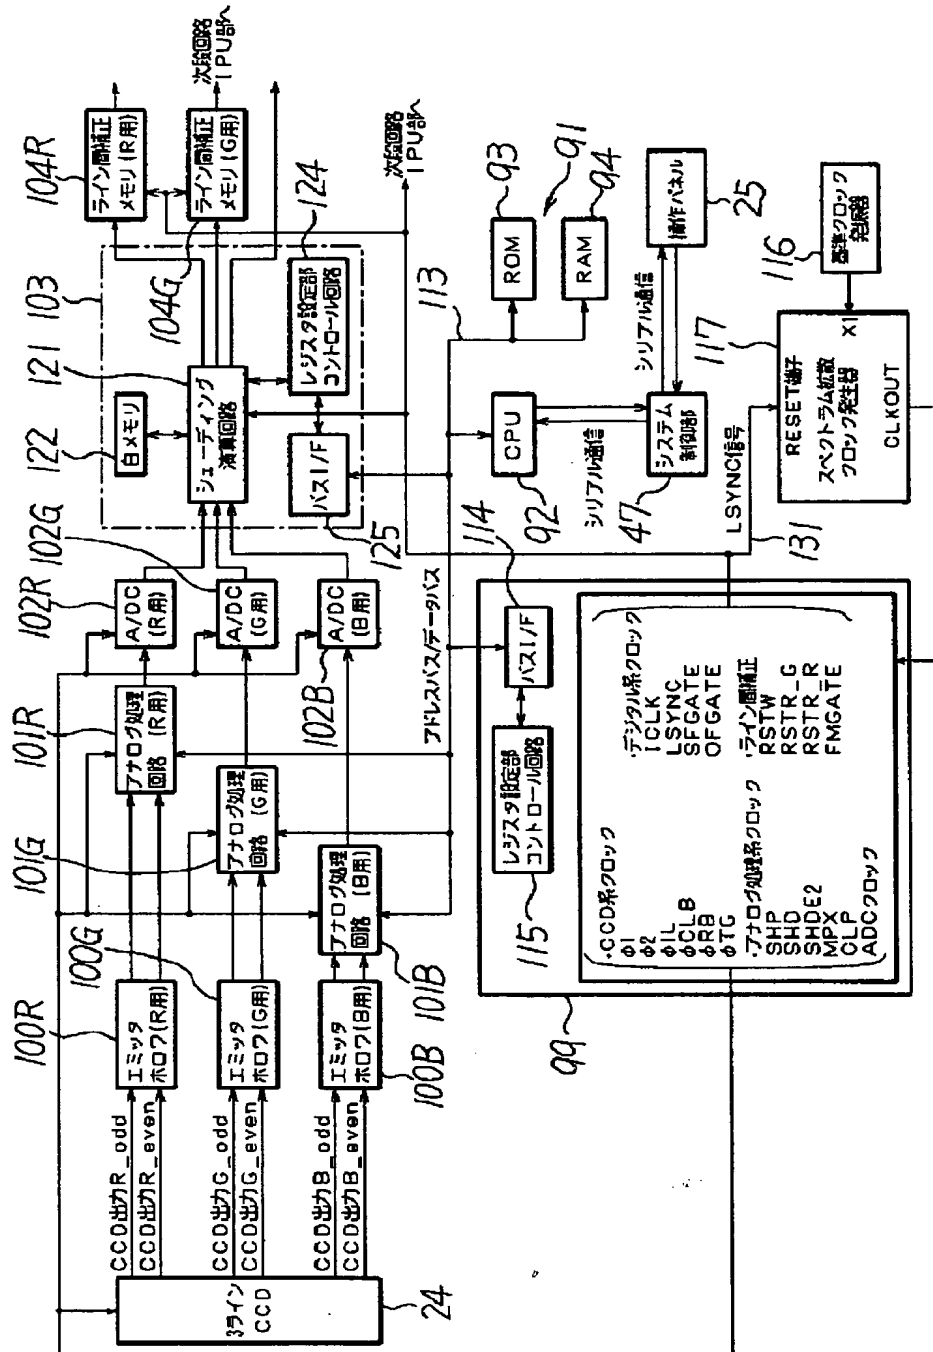 3ライン
CCD
24
CCD出力R_odd
CCD出力R_even
CCD出力G_odd
CCD出力G_even
CCD出力B_odd
CCD出力B_even
100R
エミッタ
ホロワ(R用)
100G
エミッタ
ホロワ(G用)
エミッタ
ホロワ(B用)
100B
101R
アナログ処理
回路 (R用)
101G
アナログ処理
回路 (G用)
アナログ処理
回路 (B用)
101B
102R
A/DC
(R用)
102G
A/DC
(G用)
A/DC
(B用)
102B
103
121
122
白メモリ
シェーディング
演算回路
レジスタ設定部
コントロール回路
124
バスI/F
125
104R
ライン間補正
メモリ(R用)
ライン間補正
メモリ(G用)
104G
次段回路
IPU部へ
次段回路
IPU部へ
アドレスバス/データバス
113
ROM
93
91
RAM
94
CPU
92
シリアル通信
システム
制御部
47
シリアル通信
操作パネル
25
99
レジスタ設定部
コントロール回路
115
バスI/F
114
・CCD系クロック
φ1
φ2
φIL
φCLB
φRB
φTG
・アナログ処理系クロック
SHP
SHD
SHDE2
MPX
CLP
ADCクロック
・デジタル系クロック
ICLK
LSYNC
SFGATE
OFGATE
・ライン間補正
RSTW
RSTR_G
RSTR_R
FMGATE
131
LSYNC信号
117
RESET端子
スペクトラム拡散
クロック発生器
X1
CLKOUT
116
基準クロック
発振器